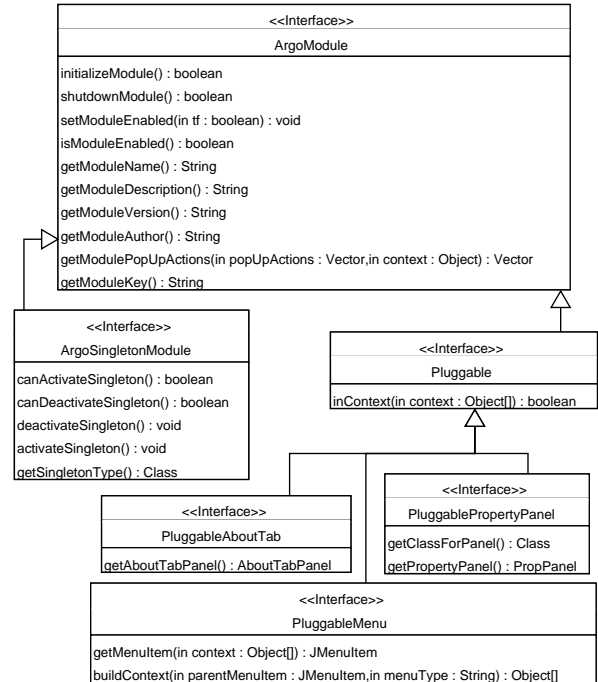 <<Interface>>
ArgoModule
initializeModule() : boolean
shutdownModule() : boolean
setModuleEnabled(in tf : boolean) : void
isModuleEnabled() : boolean
getModuleName() : String
getModuleDescription() : String
getModuleVersion() : String
getModuleAuthor() : String
getModulePopUpActions(in popUpActions : Vector,in context : Object) : Vector
getModuleKey() : String
<<Interface>>
ArgoSingletonModule
canActivateSingleton() : boolean
canDeactivateSingleton() : boolean
deactivateSingleton() : void
activateSingleton() : void
getSingletonType() : Class
<<Interface>>
Pluggable
inContext(in context : Object[]) : boolean
<<Interface>>
PluggableAboutTab
getAboutTabPanel() : AboutTabPanel
<<Interface>>
PluggablePropertyPanel
getClassForPanel() : Class
getPropertyPanel() : PropPanel
<<Interface>>
PluggableMenu
getMenuItem(in context : Object[]) : JMenuItem
buildContext(in parentMenuItem : JMenuItem,in menuType : String) : Object[]